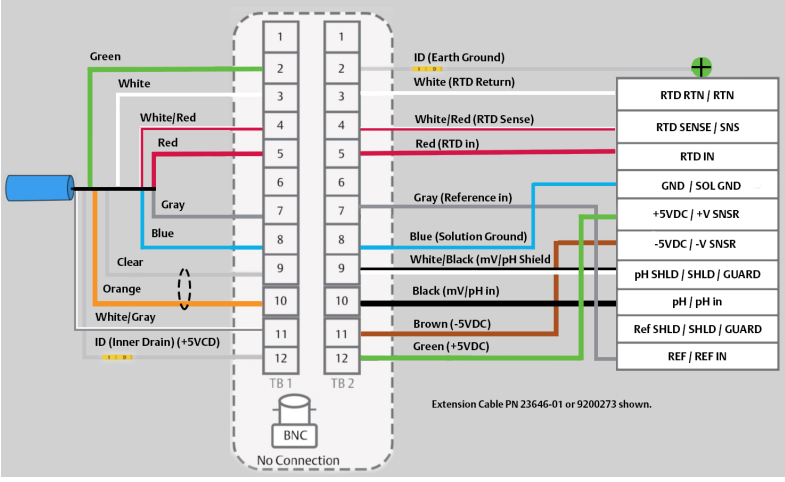 Green
White
White/Red
Red
Gray
Blue
Clear
Orange
White/Gray
ID (Inner Drain) (+5VCD)
I D
1
2
3
4
5
6
7
8
9
10
11
12
TB 1
1
2
3
4
5
6
7
8
9
10
11
12
TB 2
BNC
No Connection
ID (Earth Ground)
I D
White (RTD Return)
White/Red (RTD Sense)
Red (RTD in)
Gray (Reference in)
Blue (Solution Ground)
White/Black (mV/pH Shield
Black (mV/pH in)
Brown (-5VDC)
Green (+5VDC)
RTD RTN / RTN
RTD SENSE / SNS
RTD IN
GND / SOL GND
+5VDC / +V SNSR
-5VDC / -V SNSR
pH SHLD / SHLD / GUARD
pH / pH in
Ref SHLD / SHLD / GUARD
REF / REF IN
Extension Cable PN 23646-01 or 9200273 shown.